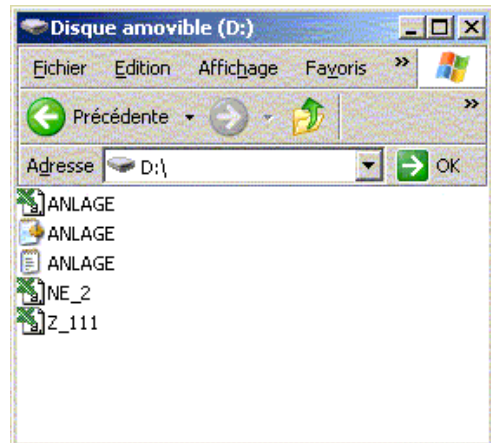 Disque amovible (D:)
Fichier Edition Affichage Favoris »
Précédente »
Adresse D:\ OK
ANLAGE
ANLAGE
ANLAGE
NE_2
Z_111